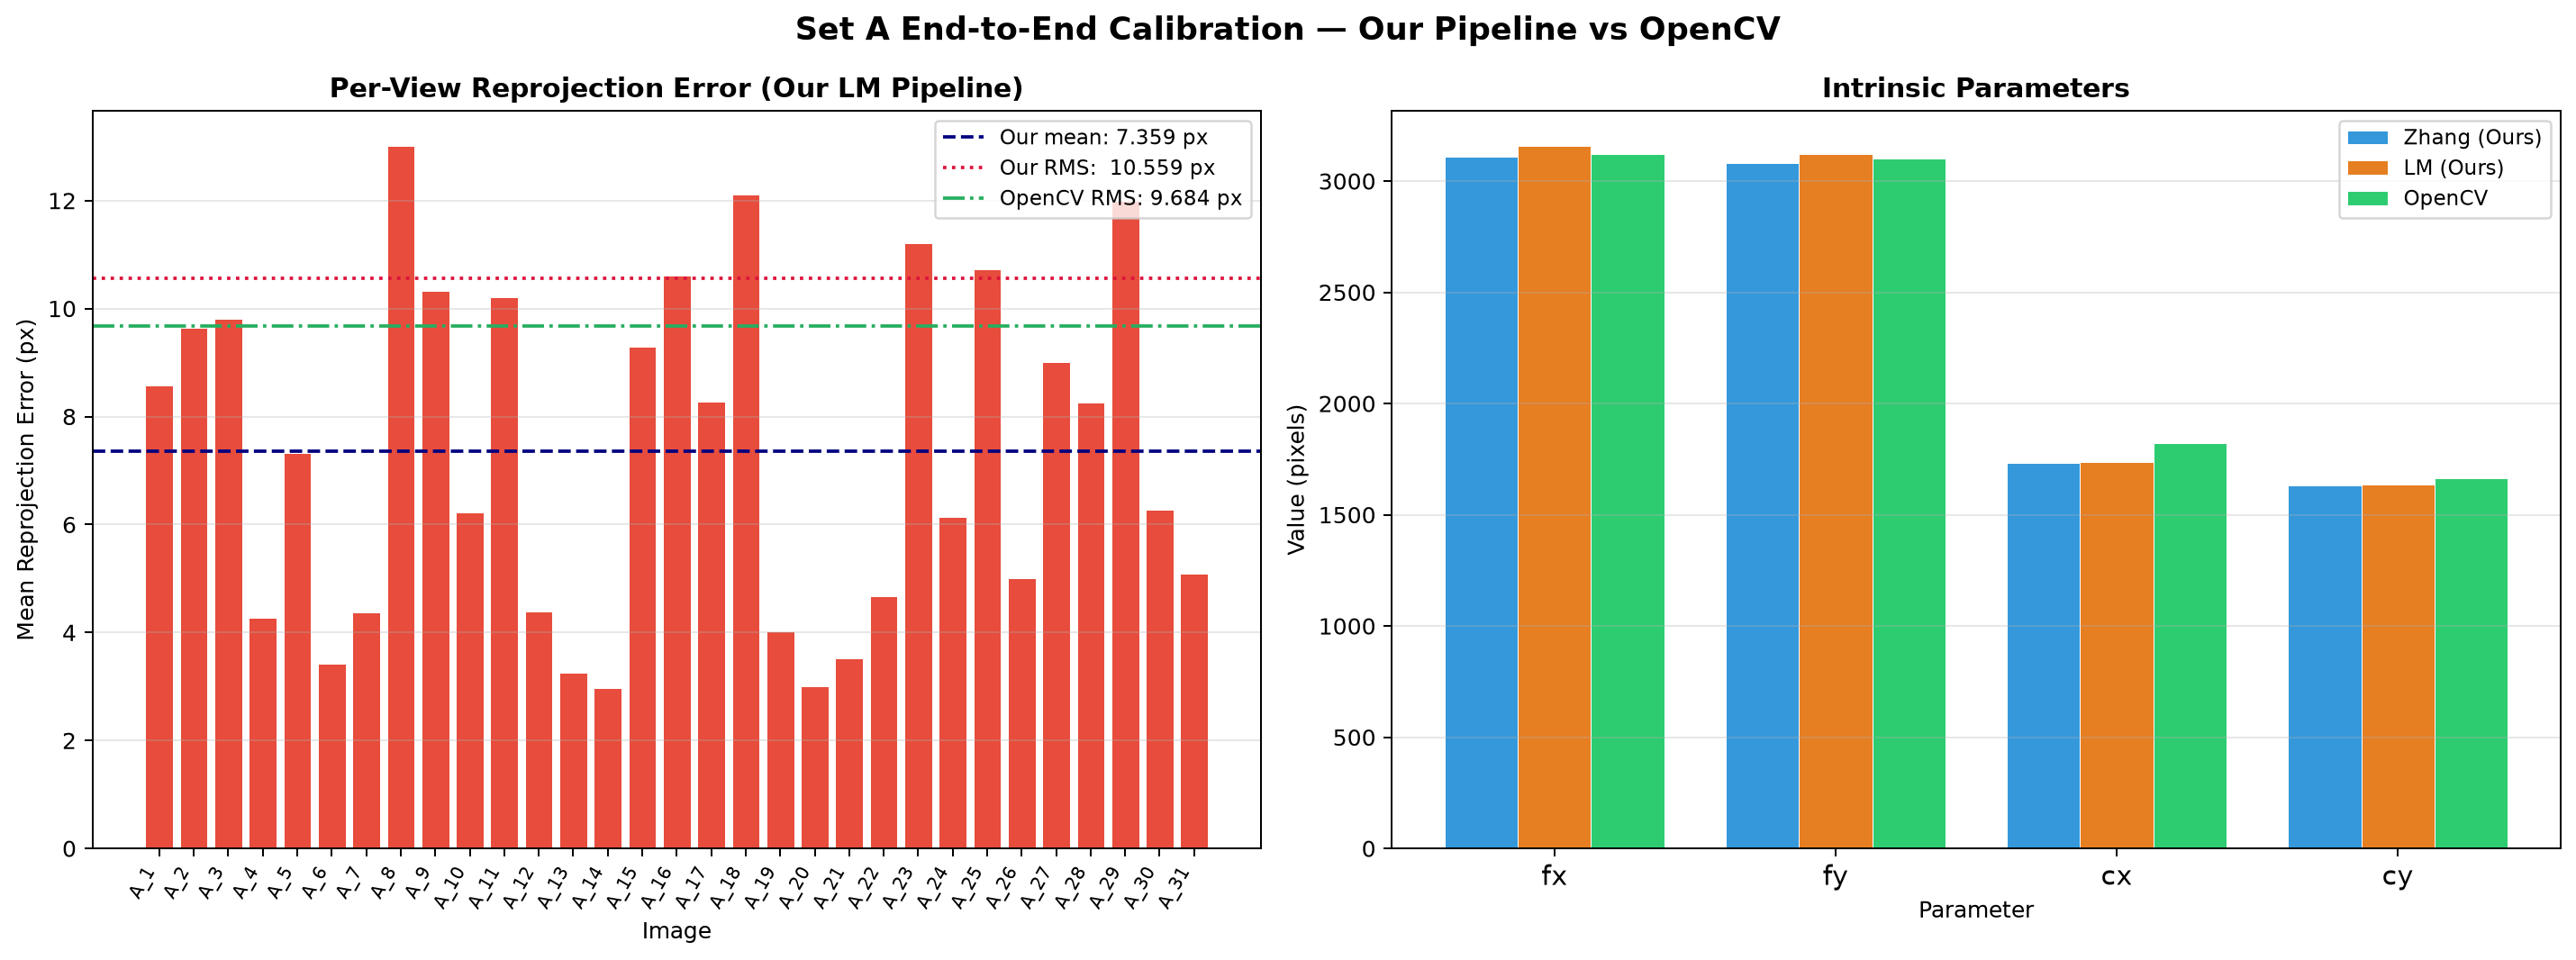 Set A End-to-End Calibration — Our Pipeline vs OpenCV
Per-View Reprojection Error (Our LM Pipeline)
Our mean: 7.359 px
Our RMS:  10.559 px
OpenCV RMS: 9.684 px
Mean Reprojection Error (px)
12
10
8
6
4
2
0
A_1
A_2
A_3
A_4
A_5
A_6
A_7
A_8
A_9
A_10
A_11
A_12
A_13
A_14
A_15
A_16
A_17
A_18
A_19
A_20
A_21
A_22
A_23
A_24
A_25
A_26
A_27
A_28
A_29
A_30
A_31
Image
Intrinsic Parameters
Zhang (Ours)
LM (Ours)
OpenCV
Value (pixels)
3000
2500
2000
1500
1000
500
0
fx
fy
cx
cy
Parameter